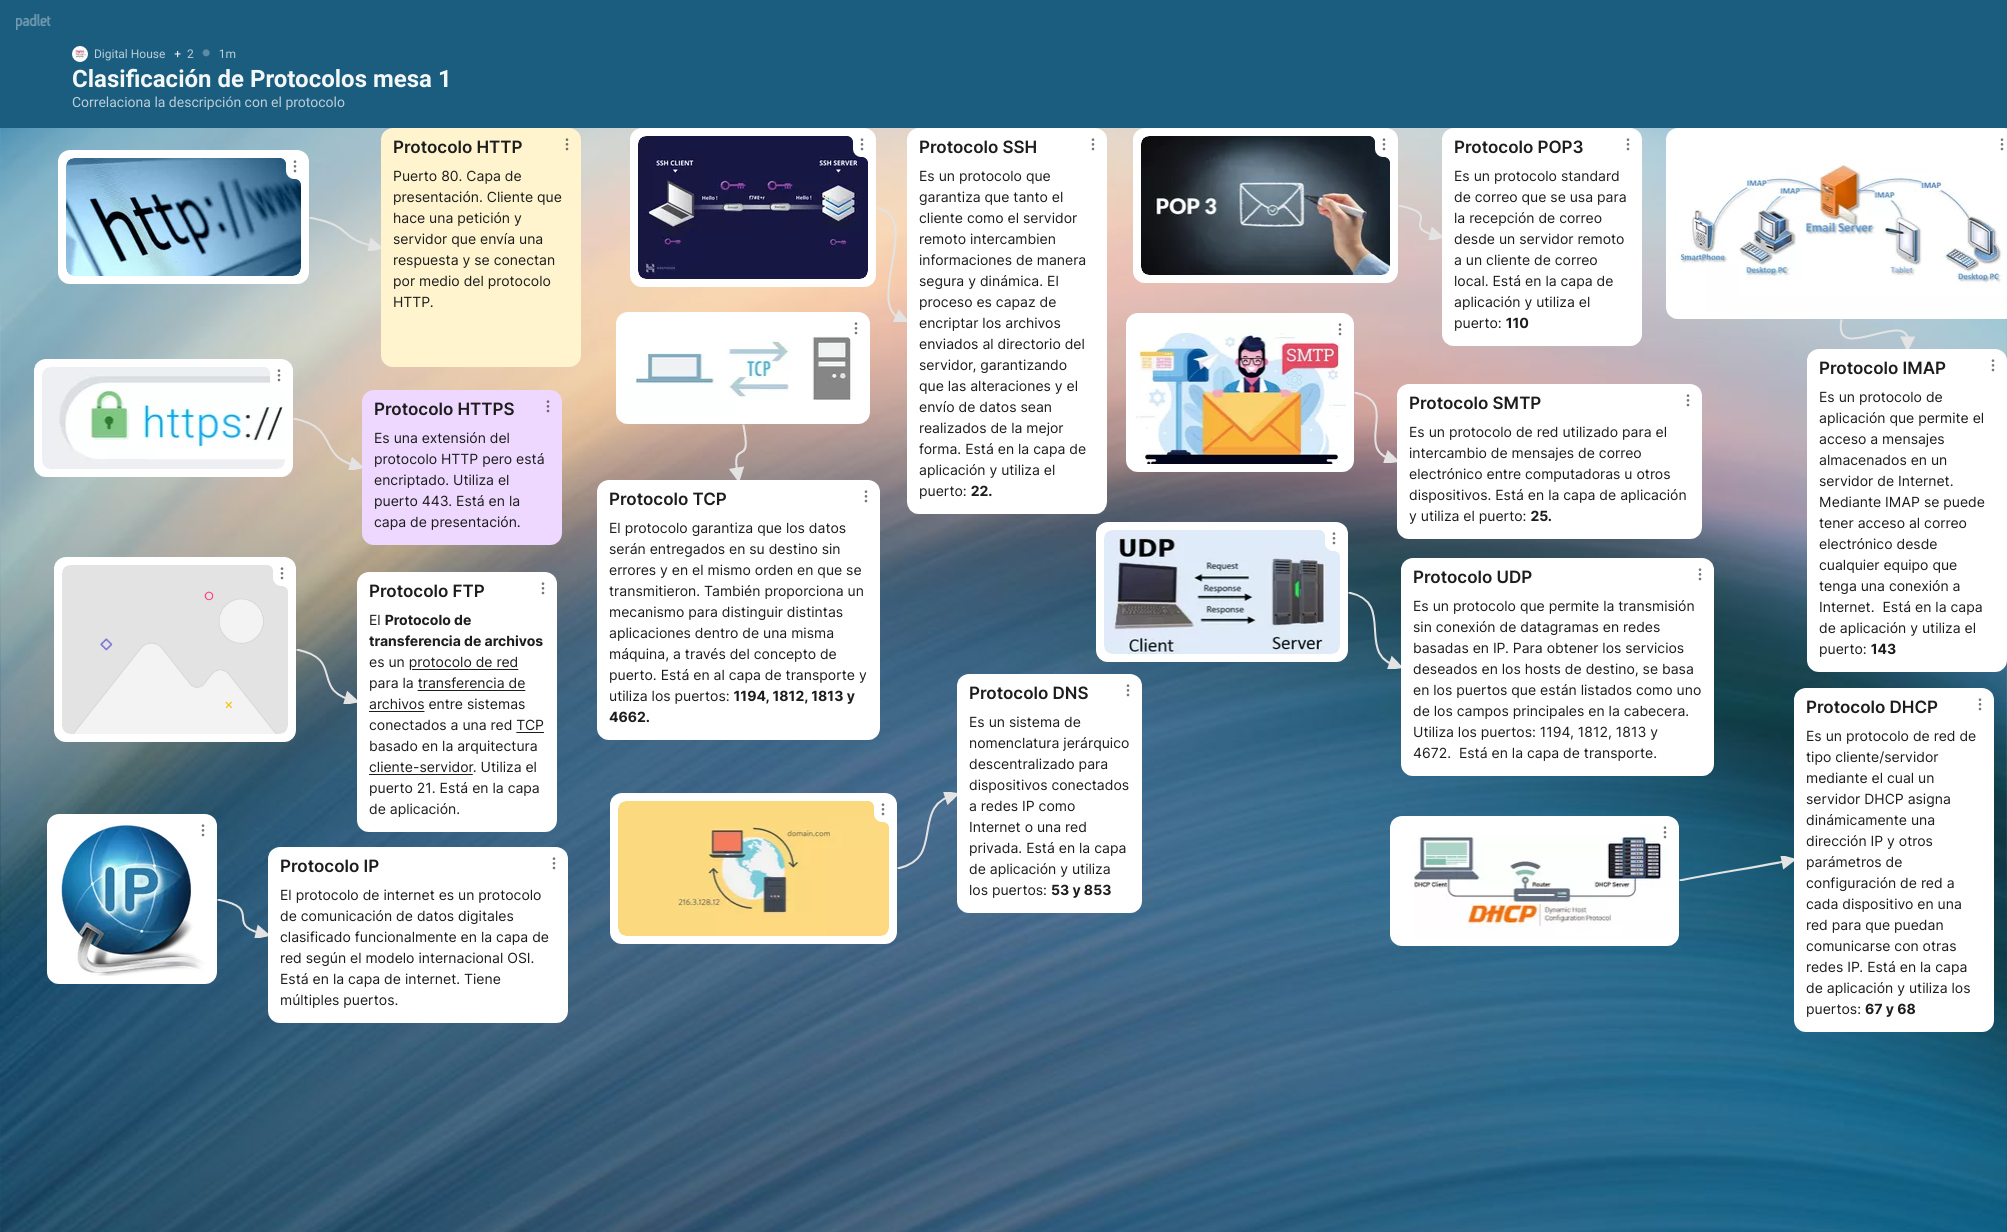 padlet
Digital House + 2 1m
Clasificación de Protocolos mesa 1
Correlaciona la descripción con el protocolo
http://www
Protocolo HTTP
Puerto 80. Capa de
presentación. Cliente que
hace una petición y
servidor que envía una
respuesta y se conectan
por medio del protocolo
HTTP.
https://
Protocolo HTTPS
Es una extensión del
protocolo HTTP pero está
encriptado. Utiliza el
puerto 443. Está en la
capa de presentación.
Protocolo FTP
El Protocolo de
transferencia de archivos
es un protocolo de red
para la transferencia de
archivos entre sistemas
conectados a una red TCP
basado en la arquitectura
cliente-servidor. Utiliza el
puerto 21. Está en la capa
de aplicación.
IP
Protocolo IP
El protocolo de internet es un protocolo
de comunicación de datos digitales
clasificado funcionalmente en la capa de
red según el modelo internacional OSI.
Está en la capa de internet. Tiene
múltiples puertos.
SSH CLIENT
SSH SERVER
Hello !
Hello !
Protocolo SSH
Es un protocolo que
garantiza que tanto el
cliente como el servidor
remoto intercambien
informaciones de manera
segura y dinámica. El
proceso es capaz de
encriptar los archivos
enviados al directorio del
servidor, garantizando
que las alteraciones y el
envío de datos sean
realizados de la mejor
forma. Está en la capa de
aplicación y utiliza el
puerto: 22.
TCP
Protocolo TCP
El protocolo garantiza que los datos
serán entregados en su destino sin
errores y en el mismo orden en que se
transmitieron. También proporciona un
mecanismo para distinguir distintas
aplicaciones dentro de una misma
máquina, a través del concepto de
puerto. Está en al capa de transporte y
utiliza los puertos: 1194, 1812, 1813 y
4662.
domain.com
216.3.128.12
Protocolo DNS
Es un sistema de
nomenclatura jerárquico
descentralizado para
dispositivos conectados
a redes IP como
Internet o una red
privada. Está en la capa
de aplicación y utiliza
los puertos: 53 y 853
POP 3
Protocolo POP3
Es un protocolo standard
de correo que se usa para
la recepción de correo
desde un servidor remoto
a un cliente de correo
local. Está en la capa de
aplicación y utiliza el
puerto: 110
SMTP
Protocolo SMTP
Es un protocolo de red utilizado para el
intercambio de mensajes de correo
electrónico entre computadoras u otros
dispositivos. Está en la capa de aplicación
y utiliza el puerto: 25.
UDP
Request
Response
Response
Client
Server
Protocolo UDP
Es un protocolo que permite la transmisión
sin conexión de datagramas en redes
basadas en IP. Para obtener los servicios
deseados en los hosts de destino, se basa
en los puertos que están listados como uno
de los campos principales en la cabecera.
Utiliza los puertos: 1194, 1812, 1813 y
4672.  Está en la capa de transporte.
IMAP
IMAP
IMAP
IMAP
Email Server
SmartPhone
Desktop PC
Tablet
Desktop PC
Protocolo IMAP
Es un protocolo de
aplicación que permite el
acceso a mensajes
almacenados en un
servidor de Internet.
Mediante IMAP se puede
tener acceso al correo
electrónico desde
cualquier equipo que
tenga una conexión a
Internet.  Está en la capa
de aplicación y utiliza el
puerto: 143
DHCP Client
Router
DHCP Server
DHCP
Dynamic Host
Configuration Protocol
Protocolo DHCP
Es un protocolo de red de
tipo cliente/servidor
mediante el cual un
servidor DHCP asigna
dinámicamente una
dirección IP y otros
parámetros de
configuración de red a
cada dispositivo en una
red para que puedan
comunicarse con otras
redes IP. Está en la capa
de aplicación y utiliza los
puertos: 67 y 68